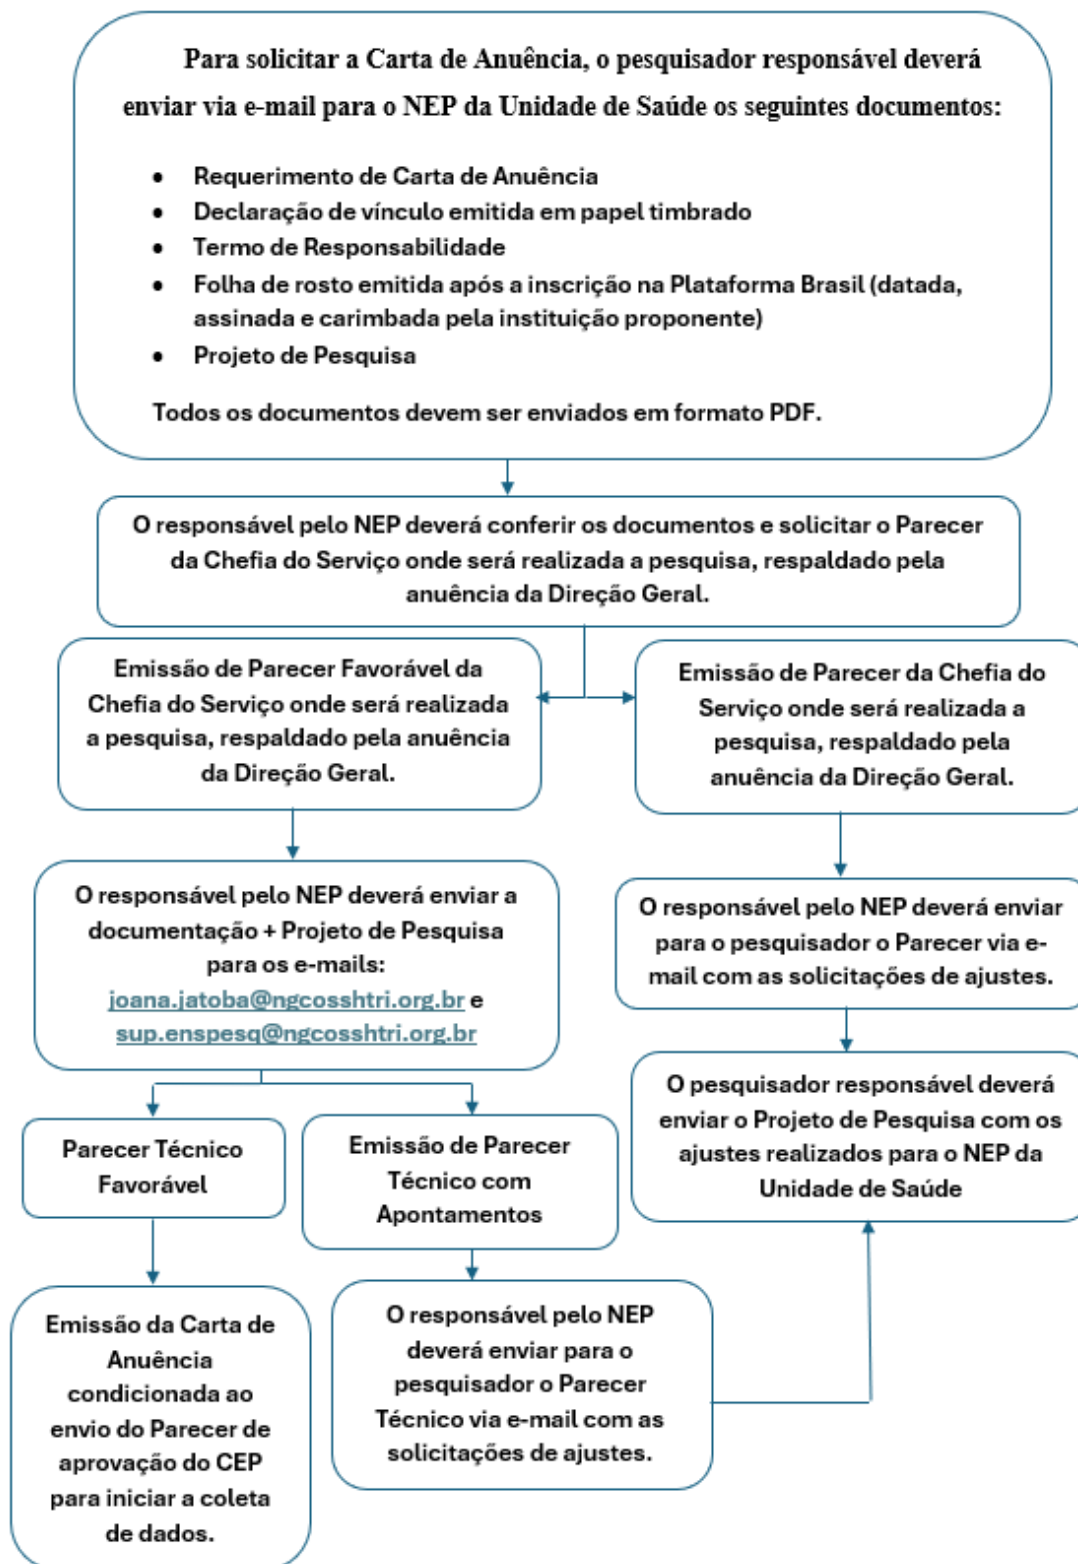 Para solicitar a Carta de Anuência, o pesquisador responsável deverá
enviar via e-mail para o NEP da Unidade de Saúde os seguintes documentos:
• Requerimento de Carta de Anuência
• Declaração de vínculo emitida em papel timbrado
• Termo de Responsabilidade
• Folha de rosto emitida após a inscrição na Plataforma Brasil (datada,
assinada e carimbada pela instituição proponente)
• Projeto de Pesquisa
Todos os documentos devem ser enviados em formato PDF.
O responsável pelo NEP deverá conferir os documentos e solicitar o Parecer
da Chefia do Serviço onde será realizada a pesquisa, respaldado pela
anuência da Direção Geral.
Emissão de Parecer Favorável da
Chefia do Serviço onde será realizada
a pesquisa, respaldado pela anuência
da Direção Geral.
Emissão de Parecer da Chefia do
Serviço onde será realizada a
pesquisa, respaldado pela
anuência da Direção Geral.
O responsável pelo NEP deverá enviar a
documentação + Projeto de Pesquisa
para os e-mails:
joana.jatoba@ngcosshtri.org.br e
sup.enspesq@ngcosshtri.org.br
O responsável pelo NEP deverá enviar
para o pesquisador o Parecer via e-
mail com as solicitações de ajustes.
O pesquisador responsável deverá
enviar o Projeto de Pesquisa com os
ajustes realizados para o NEP da
Unidade de Saúde
Parecer Técnico
Favorável
Emissão de Parecer
Técnico com
Apontamentos
Emissão da Carta de
Anuência
condicionada ao
envio do Parecer de
aprovação do CEP
para iniciar a coleta
de dados.
O responsável pelo NEP
deverá enviar para o
pesquisador o Parecer
Técnico via e-mail com as
solicitações de ajustes.